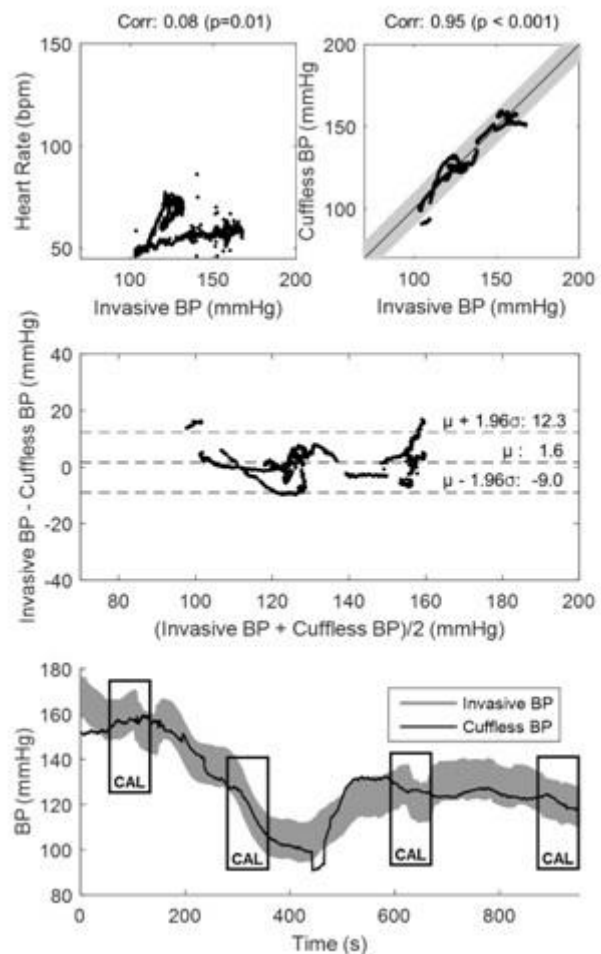 Corr: 0.08 (p=0.01)
Heart Rate (bpm)
150
100
50
100
150
200
Invasive BP (mmHg)
Corr: 0.95 (p < 0.001)
Cuffless BP (mmHg)
200
150
100
100
150
200
Invasive BP (mmHg)
Invasive BP - Cuffless BP (mmHg)
40
20
0
-20
-40
μ + 1.96σ: 12.3
μ : 1.6
μ - 1.96σ: -9.0
80
100
120
140
160
180
200
(Invasive BP + Cuffless BP)/2 (mmHg)
BP (mmHg)
180
160
140
120
100
80
Invasive BP
Cuffless BP
CAL
CAL
CAL
CAL
0
200
400
600
800
Time (s)